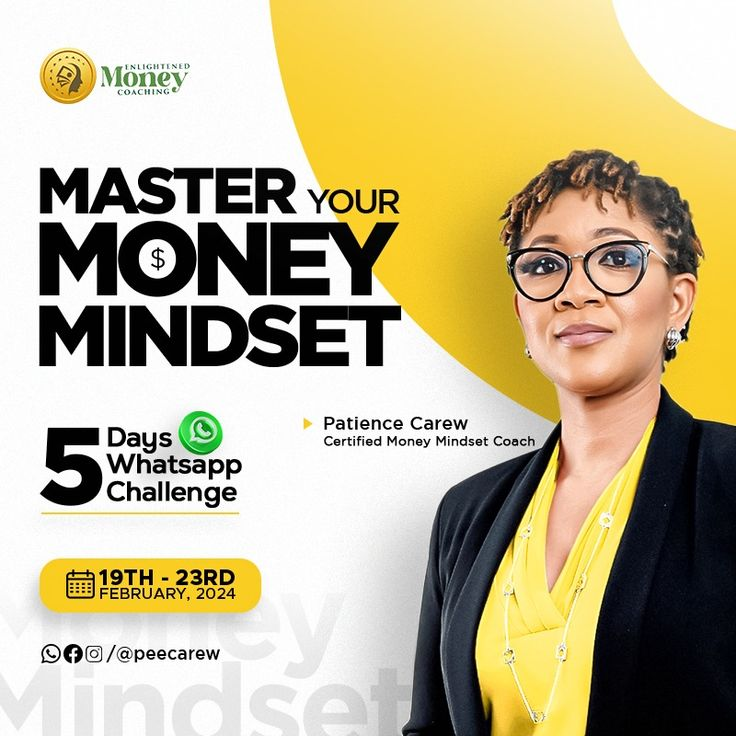 ENLIGHTENED
Money
COACHING
MASTER YOUR
MONEY
$
MINDSET
5 Days
Whatsapp
Challenge
Patience Carew
Certified Money Mindset Coach
19TH - 23RD
FEBRUARY, 2024
/@peecarew
Money
Mindset